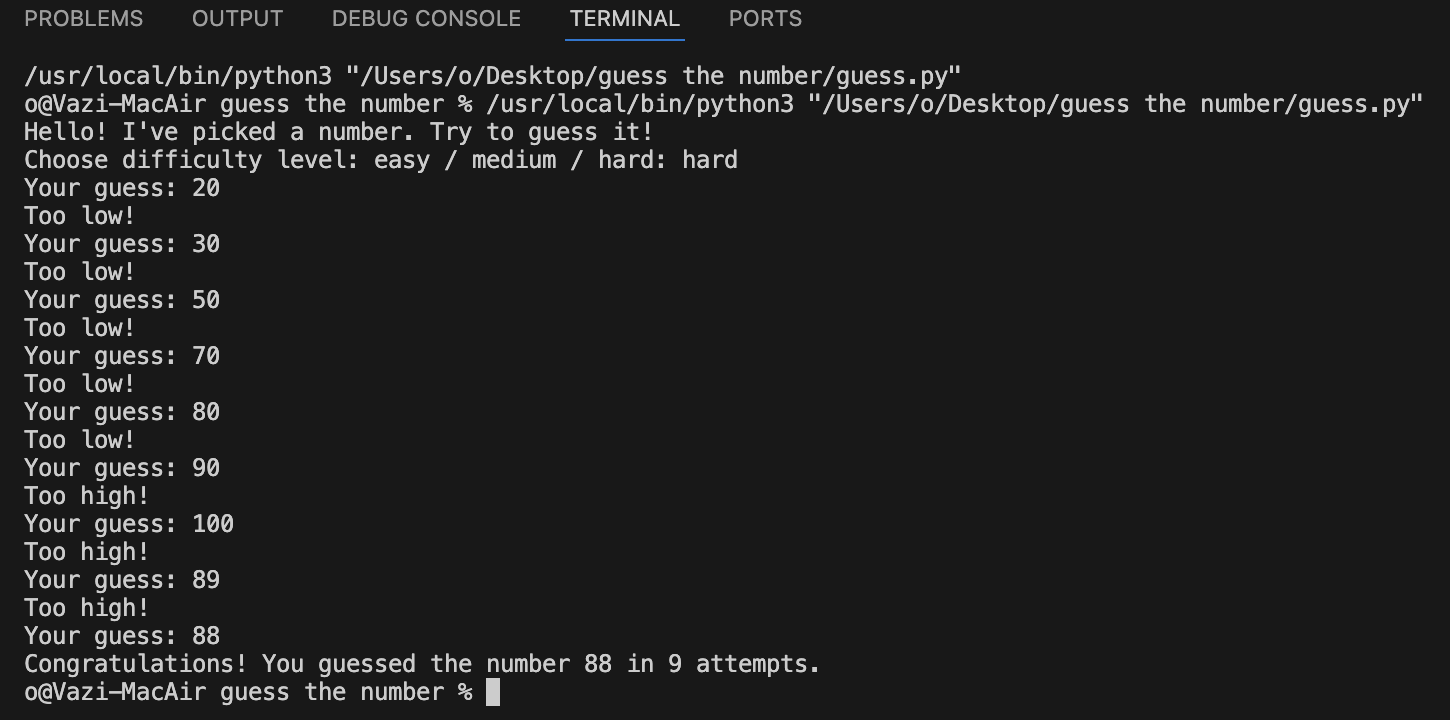 PROBLEMS OUTPUT DEBUG CONSOLE TERMINAL PORTS
/usr/local/bin/python3 "/Users/o/Desktop/guess the number/guess.py"
o@Vazi-MacAir guess the number % /usr/local/bin/python3 "/Users/o/Desktop/guess the number/guess.py"
Hello! I've picked a number. Try to guess it!
Choose difficulty level: easy / medium / hard: hard
Your guess: 20
Too low!
Your guess: 30
Too low!
Your guess: 50
Too low!
Your guess: 70
Too low!
Your guess: 80
Too low!
Your guess: 90
Too high!
Your guess: 100
Too high!
Your guess: 89
Too high!
Your guess: 88
Congratulations! You guessed the number 88 in 9 attempts.
o@Vazi-MacAir guess the number %